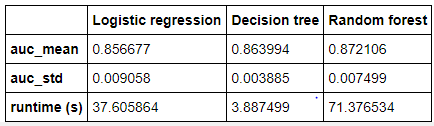 Logistic regression Decision tree Random forest
auc_mean 0.856677 0.863994 0.872106
auc_std 0.009058 0.003885 0.007499
runtime (s) 37.605864 3.887499 71.376534